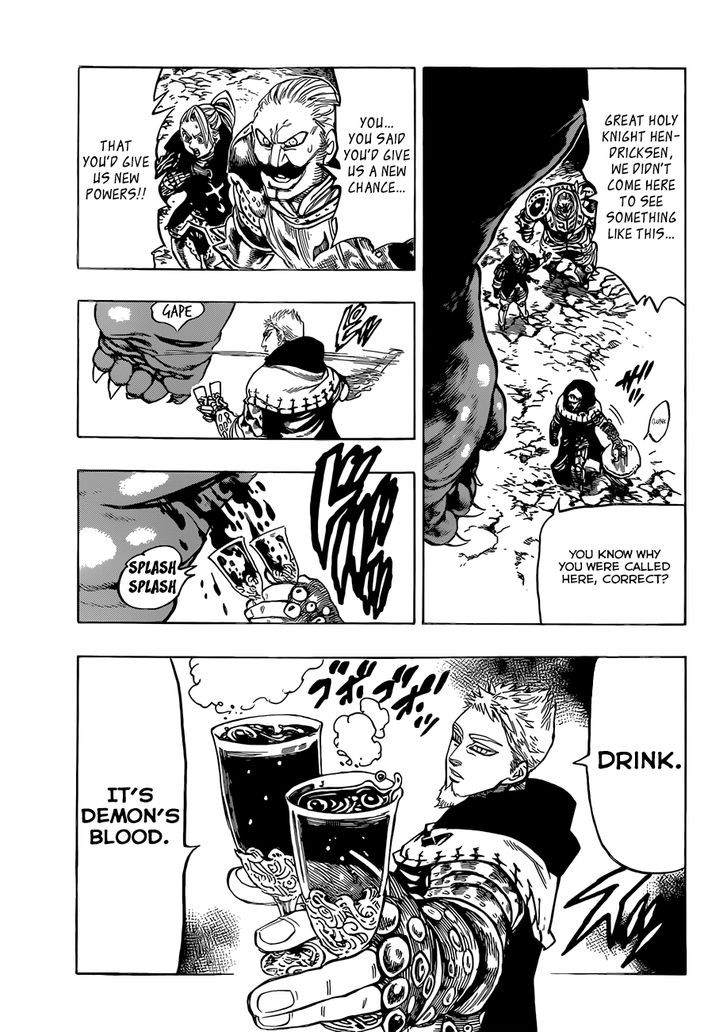 GREAT HOLY
KNIGHT HEN-
DRICKSEN,
WE DIDN'T
COME HERE
TO SEE
SOMETHING
LIKE THIS...
YOU KNOW WHY
YOU WERE CALLED
HERE, CORRECT?
YOU...
YOU SAID
YOU'D GIVE
US A NEW
CHANCE...
THAT
YOU'D GIVE
US NEW
POWERS!!
GAPE
SPLASH
SPLASH
DRINK.
IT'S
DEMON'S
BLOOD.